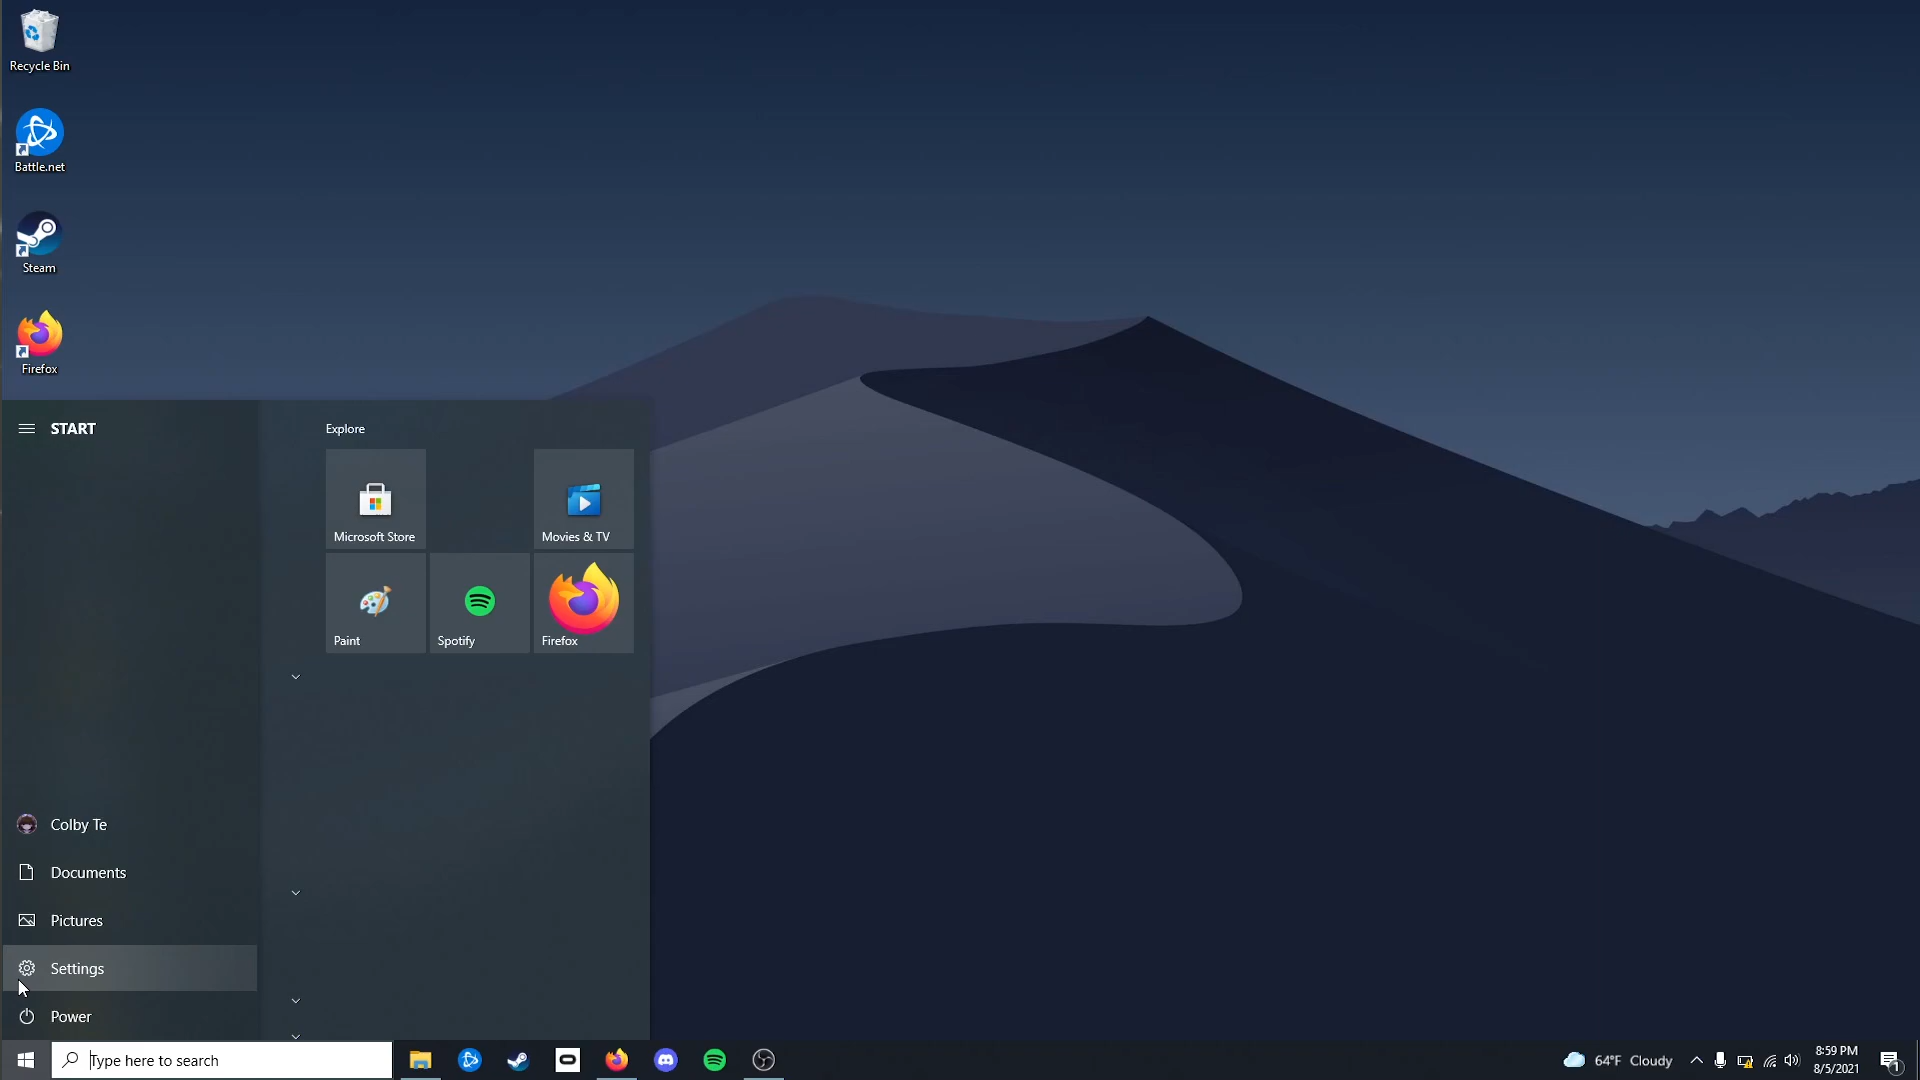 Recycle Bin
Battle.net
Steam
Firefox
START
Explore
Microsoft Store
Movies & TV
Paint
Spotify
Firefox
Colby Te
Documents
Pictures
Settings
Power
Type here to search
64°F Cloudy
8:59 PM
8/5/2021
1